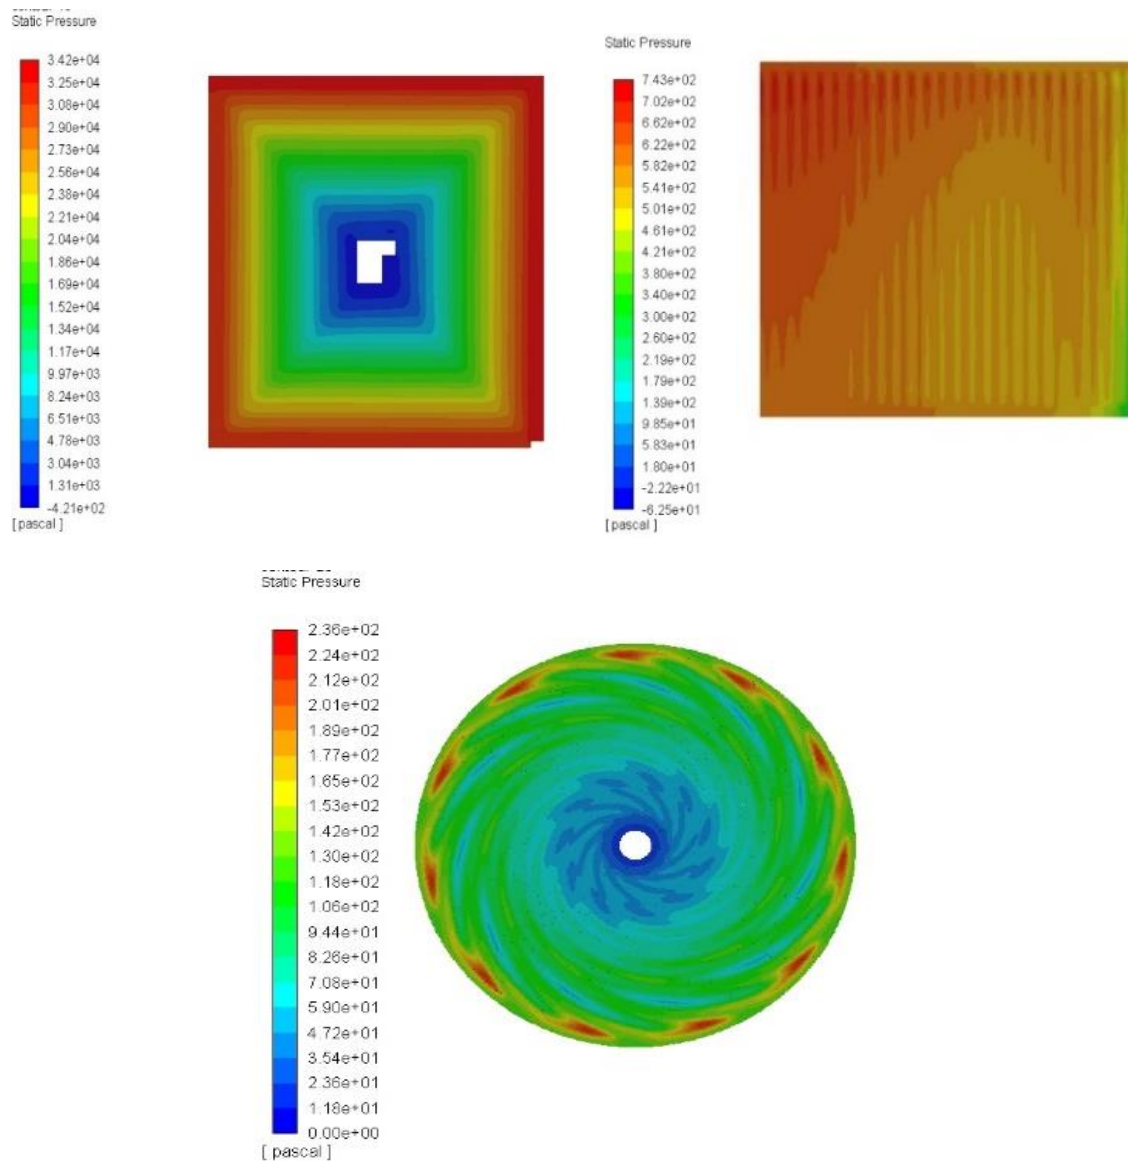 Static Pressure
3.42e+04
3.25e+04
3.08e+04
2.90e+04
2.73e+04
2.56e+04
2.38e+04
2.21e+04
2.04e+04
1.86e+04
1.69e+04
1.52e+04
1.34e+04
1.17e+04
9.97e+03
8.24e+03
6.51e+03
4.78e+03
3.04e+03
1.31e+03
-4.21e+02
[ pascal ]
Static Pressure
7.43e+02
7.02e+02
6.62e+02
6.22e+02
5.82e+02
5.41e+02
5.01e+02
4.61e+02
4.21e+02
3.80e+02
3.40e+02
3.00e+02
2.60e+02
2.19e+02
1.79e+02
1.39e+02
9.85e+01
5.83e+01
1.80e+01
-2.22e+01
-6.25e+01
[ pascal ]
Static Pressure
2.36e+02
2.24e+02
2.12e+02
2.01e+02
1.89e+02
1.77e+02
1.65e+02
1.53e+02
1.42e+02
1.30e+02
1.18e+02
1.06e+02
9.44e+01
8.26e+01
7.08e+01
5.90e+01
4.72e+01
3.54e+01
2.36e+01
1.18e+01
0.00e+00
[ pascal ]